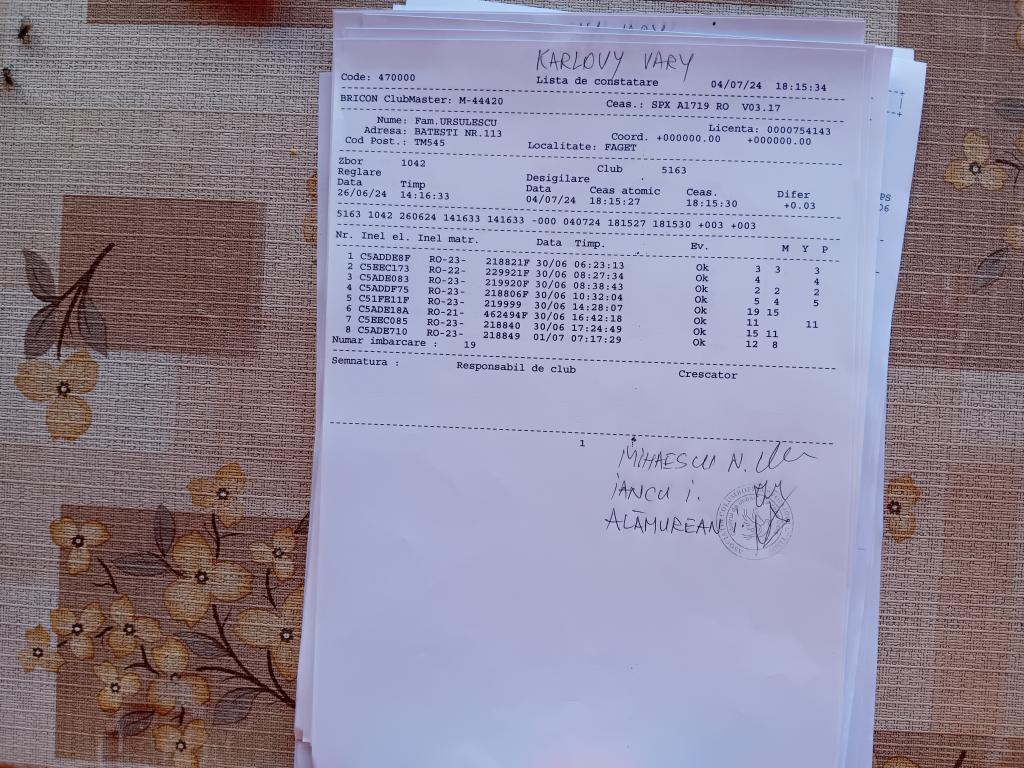 KARLOVY VARY
Code: 470000 Lista de constatare 04/07/24 18:15:34
BRICON ClubMaster: M-44420 Ceas.: SPX A1719 RO V03.17
Nume: Fam.URSULESCU Licenta: 0000754143
Adresa: BATESTI NR.113 Coord. +000000.00 +000000.00
Cod Post.: TM545 Localitate: FAGET
Zbor 1042 Club 5163
Reglare Desigilare
Data Timp Data Ceas atomic Ceas. Difer
26/06/24 14:16:33 04/07/24 18:15:27 18:15:30 +0.03
5163 1042 260624 141633 141633 -000 040724 181527 181530 +003 +003
Nr. Inel el. Inel matr. Data Timp. Ev. M Y P
1 C5ADDE8F RO-23- 218821F 30/06 06:23:13 Ok 3 3 3
2 C5EEC173 RO-22- 229921F 30/06 08:27:34 Ok 4 4
3 C5ADE083 RO-23- 219920F 30/06 08:38:43 Ok 2 2 2
4 C5ADDF75 RO-23- 218806F 30/06 10:32:04 Ok 5 4 5
5 C51FE11F RO-23- 219999 30/06 14:28:07 Ok 19 15
6 C5ADE18A RO-21- 462494F 30/06 16:42:18 Ok 11 11
7 C5EEC085 RO-23- 218840 30/06 17:24:49 Ok 15 11
8 C5ADE710 RO-23- 218849 01/07 07:17:29 Ok 12 8
Numar imbarcare : 19
Semnatura : Responsabil de club Crescator
1
MIHAESCU N.
IANCU I.
ALĂMUREAN I.